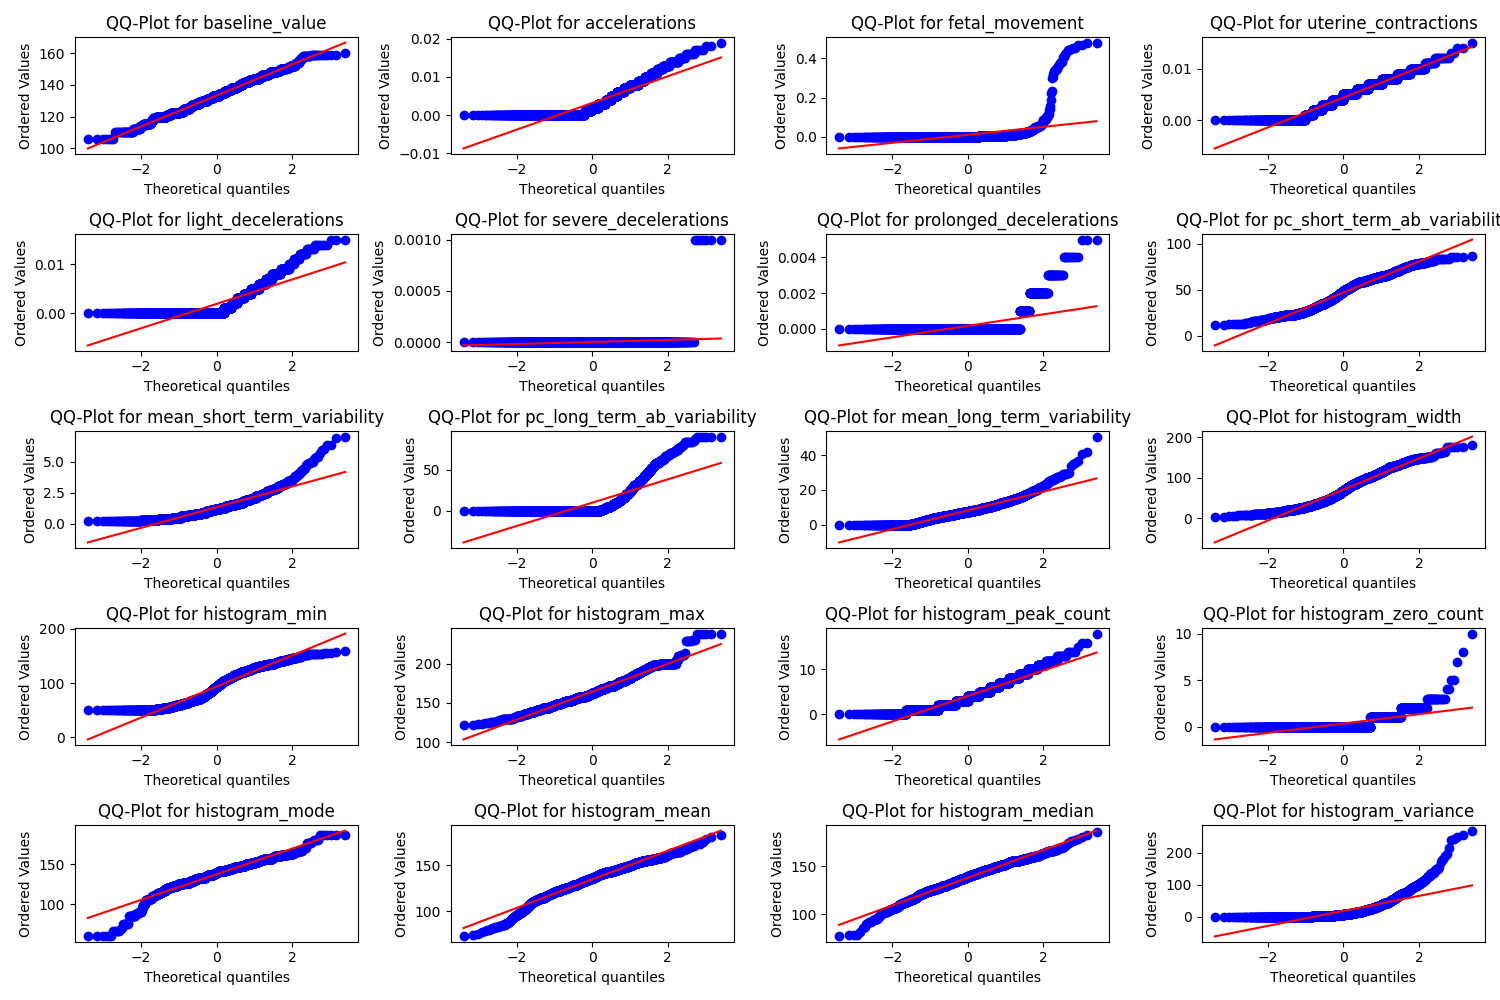 QQ-Plot for baseline_value
Ordered Values
160
140
120
100
−2
0
2
Theoretical quantiles
QQ-Plot for accelerations
Ordered Values
0.02
0.01
0.00
−0.01
−2
0
2
Theoretical quantiles
QQ-Plot for fetal_movement
Ordered Values
0.4
0.2
0.0
−2
0
2
Theoretical quantiles
QQ-Plot for uterine_contractions
Ordered Values
0.01
0.00
−2
0
2
Theoretical quantiles
QQ-Plot for light_decelerations
Ordered Values
0.01
0.00
−2
0
2
Theoretical quantiles
QQ-Plot for severe_decelerations
Ordered Values
0.0010
0.0005
0.0000
−2
0
2
Theoretical quantiles
QQ-Plot for prolonged_decelerations
Ordered Values
0.004
0.002
0.000
−2
0
2
Theoretical quantiles
QQ-Plot for pc_short_term_ab_variabilit
Ordered Values
100
50
0
−2
0
2
Theoretical quantiles
QQ-Plot for mean_short_term_variability
Ordered Values
5.0
2.5
0.0
−2
0
2
Theoretical quantiles
QQ-Plot for pc_long_term_ab_variability
Ordered Values
50
0
−2
0
2
Theoretical quantiles
QQ-Plot for mean_long_term_variability
Ordered Values
40
20
0
−2
0
2
Theoretical quantiles
QQ-Plot for histogram_width
Ordered Values
200
100
0
−2
0
2
Theoretical quantiles
QQ-Plot for histogram_min
Ordered Values
200
100
0
−2
0
2
Theoretical quantiles
QQ-Plot for histogram_max
Ordered Values
200
150
100
−2
0
2
Theoretical quantiles
QQ-Plot for histogram_peak_count
Ordered Values
10
0
−2
0
2
Theoretical quantiles
QQ-Plot for histogram_zero_count
Ordered Values
10
5
0
−2
0
2
Theoretical quantiles
QQ-Plot for histogram_mode
Ordered Values
150
100
−2
0
2
Theoretical quantiles
QQ-Plot for histogram_mean
Ordered Values
150
100
−2
0
2
Theoretical quantiles
QQ-Plot for histogram_median
Ordered Values
150
100
−2
0
2
Theoretical quantiles
QQ-Plot for histogram_variance
Ordered Values
200
100
0
−2
0
2
Theoretical quantiles